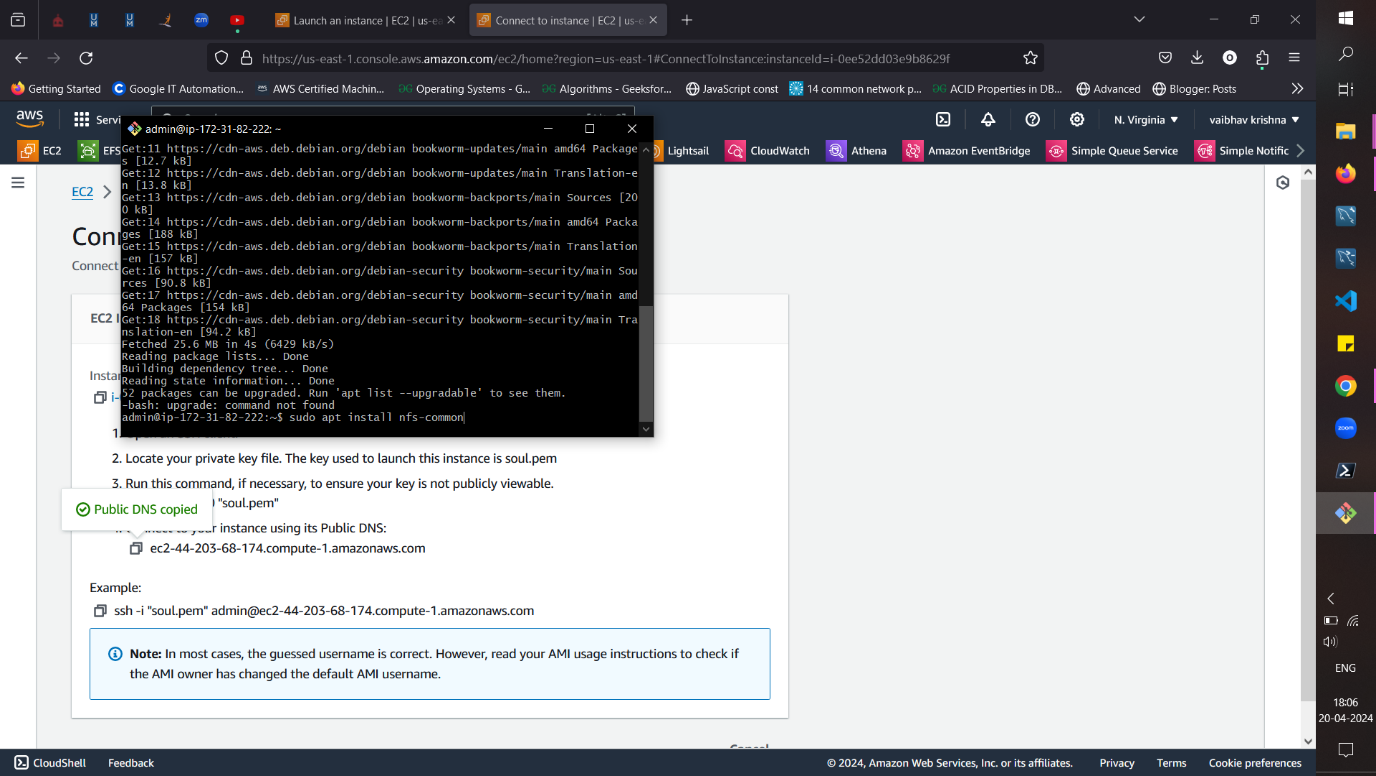 zm
Launch an instance | EC2 | us-ea
Connect to instance | EC2 | us-e
https://us-east-1.console.aws.amazon.com/ec2/home?region=us-east-1#ConnectToInstance:instanceId=i-0ee52dd03e9b8629f
Getting Started
Google IT Automation...
AWS Certified Machin...
Operating Systems - G...
Algorithms - Geeksfor...
JavaScript const
14 common network p...
ACID Properties in DB...
Advanced
Blogger: Posts
aws
Servi
N. Virginia
vaibhav krishna
EC2
EFS
Lightsail
CloudWatch
Athena
Amazon EventBridge
Simple Queue Service
Simple Notific
admin@ip-172-31-82-222: ~
Get:11 https://cdn-aws.deb.debian.org/debian bookworm-updates/main amd64 Package
s [12.7 kB]
Get:12 https://cdn-aws.deb.debian.org/debian bookworm-updates/main Translation-e
n [13.8 kB]
Get:13 https://cdn-aws.deb.debian.org/debian bookworm-backports/main Sources [20
0 kB]
Get:14 https://cdn-aws.deb.debian.org/debian bookworm-backports/main amd64 Packa
ges [188 kB]
Get:15 https://cdn-aws.deb.debian.org/debian bookworm-backports/main Translation
-en [157 kB]
Get:16 https://cdn-aws.deb.debian.org/debian-security bookworm-security/main Sou
rces [90.8 kB]
Get:17 https://cdn-aws.deb.debian.org/debian-security bookworm-security/main amd
64 Packages [154 kB]
Get:18 https://cdn-aws.deb.debian.org/debian-security bookworm-security/main Tra
nslation-en [94.2 kB]
Fetched 25.6 MB in 4s (6429 kB/s)
Reading package lists... Done
Building dependency tree... Done
Reading state information... Done
52 packages can be upgraded. Run 'apt list --upgradable' to see them.
-bash: upgrade: command not found
admin@ip-172-31-82-222:~$ sudo apt install nfs-common
EC2
Conn
Connect
EC2 I
Instan
i-
2. Locate your private key file. The key used to launch this instance is soul.pem
3. Run this command, if necessary, to ensure your key is not publicly viewable.
"soul.pem"
Public DNS copied
your instance using its Public DNS:
ec2-44-203-68-174.compute-1.amazonaws.com
Example:
ssh -i "soul.pem" admin@ec2-44-203-68-174.compute-1.amazonaws.com
Note: In most cases, the guessed username is correct. However, read your AMI usage instructions to check if
the AMI owner has changed the default AMI username.
CloudShell
Feedback
© 2024, Amazon Web Services, Inc. or its affiliates.
Privacy
Terms
Cookie preferences
zoom
ENG
18:06
20-04-2024